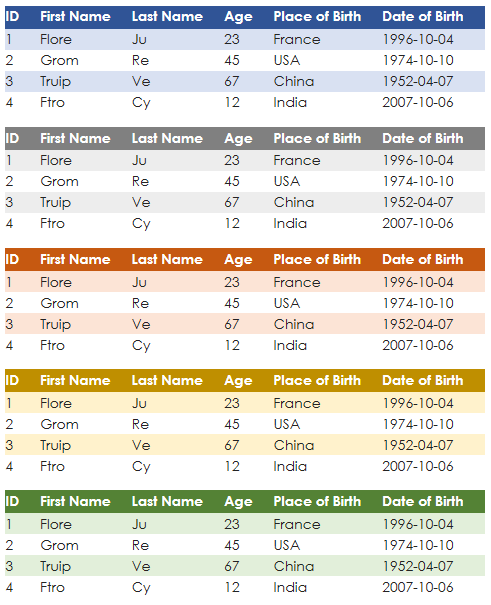 ID First Name Last Name Age Place of Birth Date of Birth
1 Flore Ju 23 France 1996-10-04
2 Grom Re 45 USA 1974-10-10
3 Truip Ve 67 China 1952-04-07
4 Ftro Cy 12 India 2007-10-06
ID First Name Last Name Age Place of Birth Date of Birth
1 Flore Ju 23 France 1996-10-04
2 Grom Re 45 USA 1974-10-10
3 Truip Ve 67 China 1952-04-07
4 Ftro Cy 12 India 2007-10-06
ID First Name Last Name Age Place of Birth Date of Birth
1 Flore Ju 23 France 1996-10-04
2 Grom Re 45 USA 1974-10-10
3 Truip Ve 67 China 1952-04-07
4 Ftro Cy 12 India 2007-10-06
ID First Name Last Name Age Place of Birth Date of Birth
1 Flore Ju 23 France 1996-10-04
2 Grom Re 45 USA 1974-10-10
3 Truip Ve 67 China 1952-04-07
4 Ftro Cy 12 India 2007-10-06
ID First Name Last Name Age Place of Birth Date of Birth
1 Flore Ju 23 France 1996-10-04
2 Grom Re 45 USA 1974-10-10
3 Truip Ve 67 China 1952-04-07
4 Ftro Cy 12 India 2007-10-06